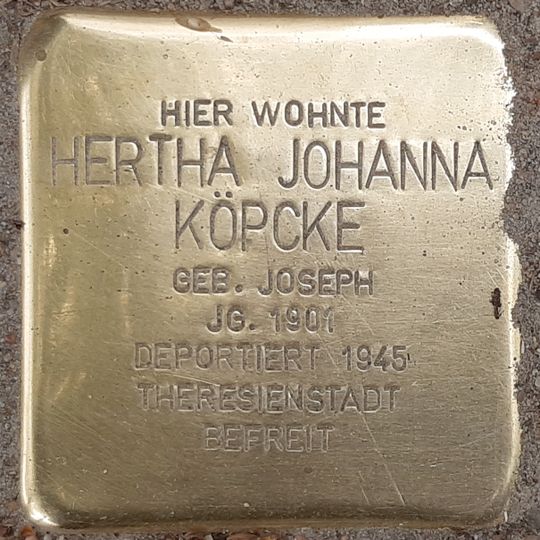 HIER WOHNTE
HERTHA JOHANNA
KÖPCKE
GEB. JOSEPH
JG. 1901
DEPORTIERT 1945
THERESIENSTADT
BEFREIT